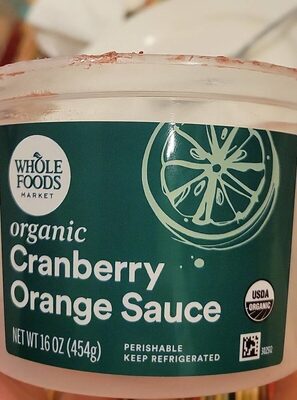 WHOLE
FOODS
MARKET
organic
Cranberry
Orange Sauce
NET WT 16 OZ (454g)
PERISHABLE
KEEP REFRIGERATED
USDA
ORGANIC